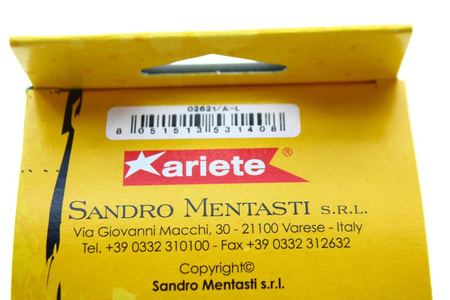 02621/A-L
8 051513 531408
ariete®
SANDRO MENTASTI S.R.L.
Via Giovanni Macchi, 30 - 21100 Varese - Italy
Tel. +39 0332 310100 - Fax +39 0332 312632
Copyright©
Sandro Mentasti s.r.l.